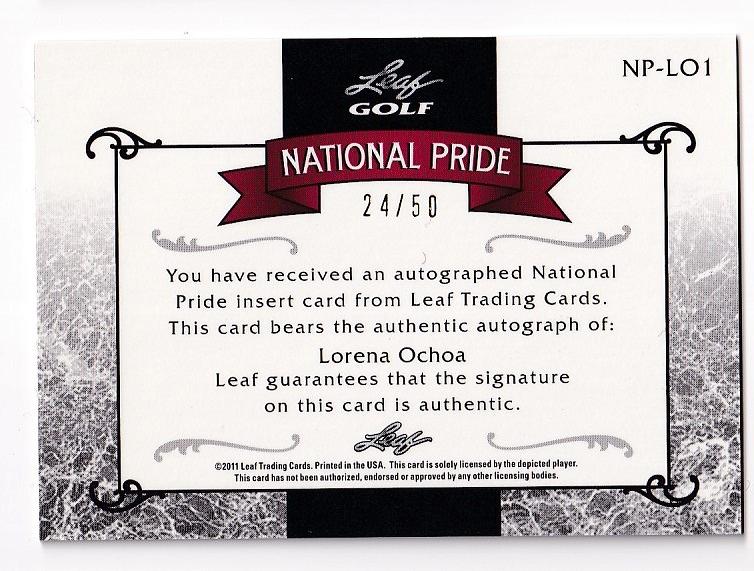 Leaf
GOLF
NP-LO1
NATIONAL PRIDE
24/50
You have received an autographed National
Pride insert card from Leaf Trading Cards.
This card bears the authentic autograph of:
Lorena Ochoa
Leaf guarantees that the signature
on this card is authentic.
Leaf
©2011 Leaf Trading Cards. Printed in the USA. This card is solely licensed by the depicted player.
This card has not been authorized, endorsed or approved by any other licensing bodies.